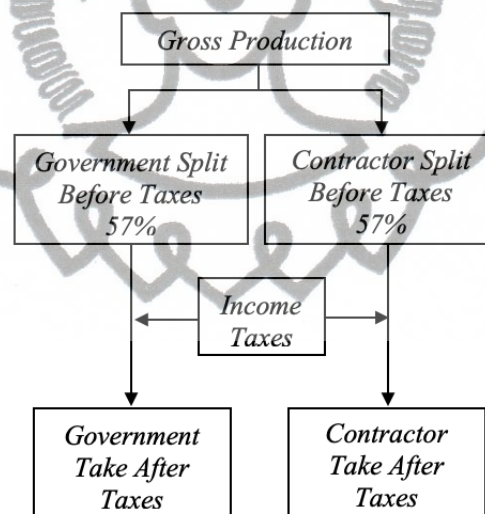 Gross Production
Government Split
Before Taxes
57%
Contractor Split
Before Taxes
57%
Income
Taxes
Government
Take After
Taxes
Contractor
Take After
Taxes